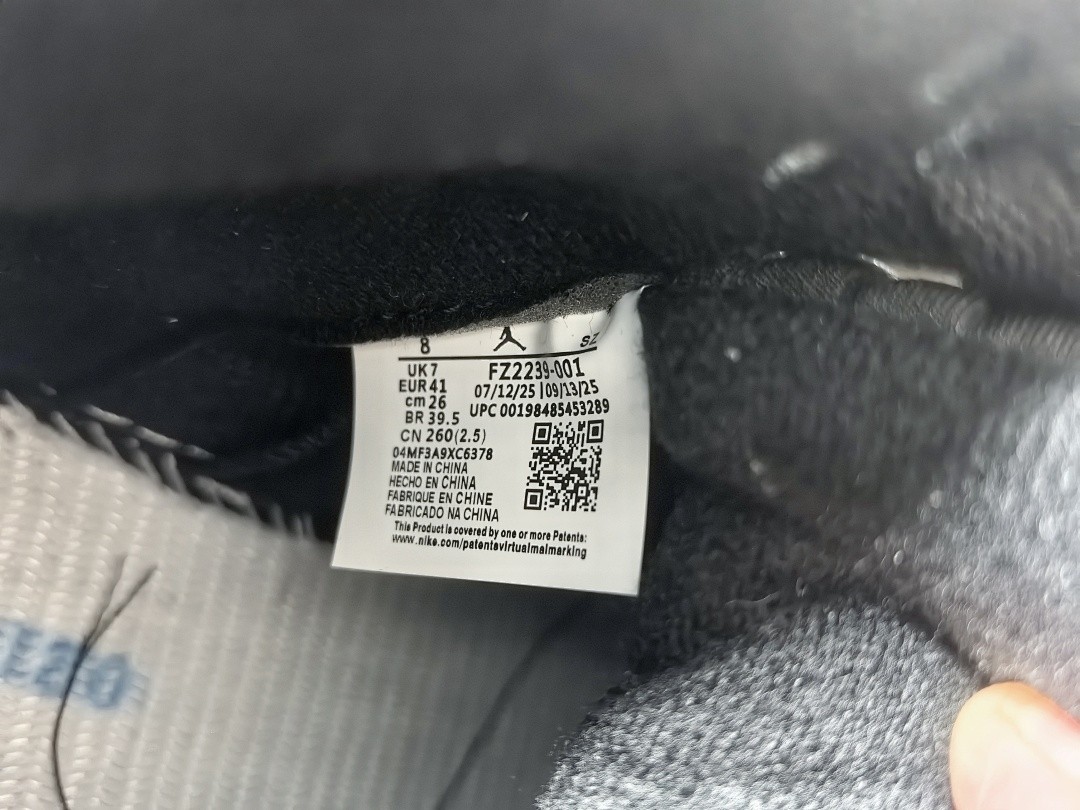 8 SZ
UK 7
EUR 41
cm 26
BR 39.5
CN 260(2.5)
FZ2239-001
07/12/25 | 09/13/25
UPC 00198485453289
04MF3A9XC6378
MADE IN CHINA
HECHO EN CHINA
FABRIQUE EN CHINE
FABRICADO NA CHINA
This Product is covered by one or more Patents:
www.nike.com/patentsvirtualmalmarking